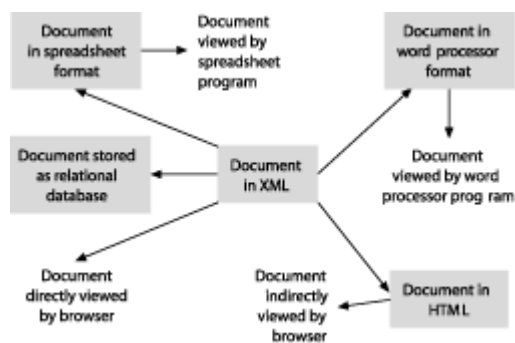 Document
in spreadsheet
format
Document
viewed by
spreadsheet
program
Document in
word processor
format
Document stored
as relational
database
Document
in XML
Document
viewed by word
processor prog ram
Document
directly viewed
by browser
Document
indirectly
viewed by
browser
Document in
HTML